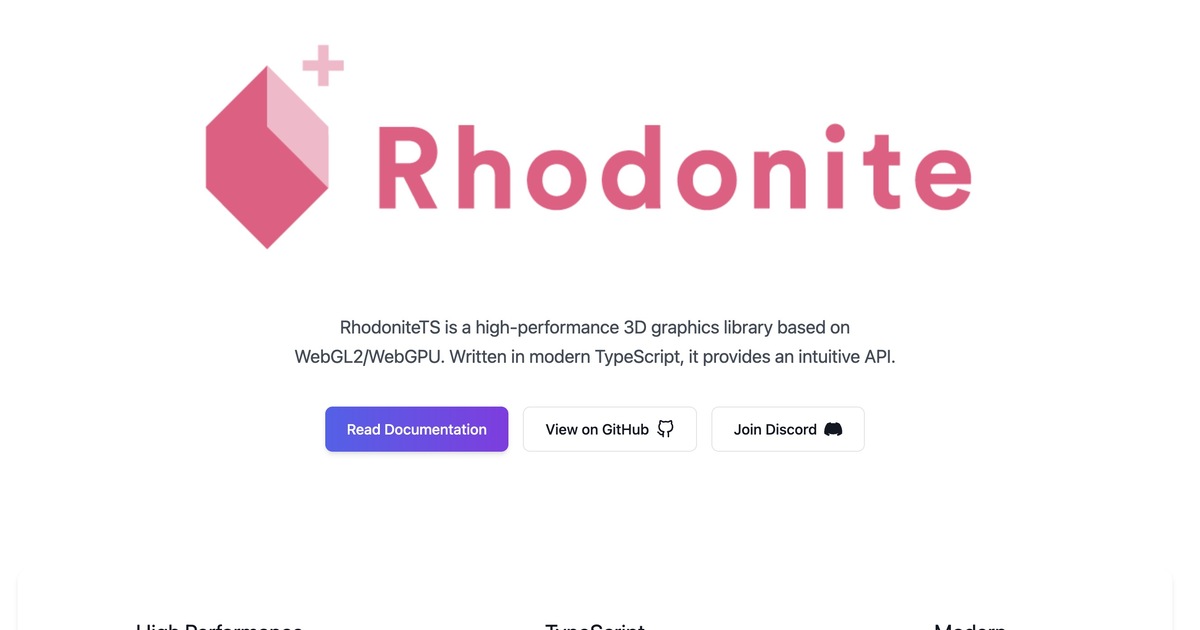 Rhodonite
RhodoniteTS is a high-performance 3D graphics library based on
WebGL2/WebGPU. Written in modern TypeScript, it provides an intuitive API.
Read Documentation
View on GitHub
Join Discord
High Performance
TypeScript
Modern